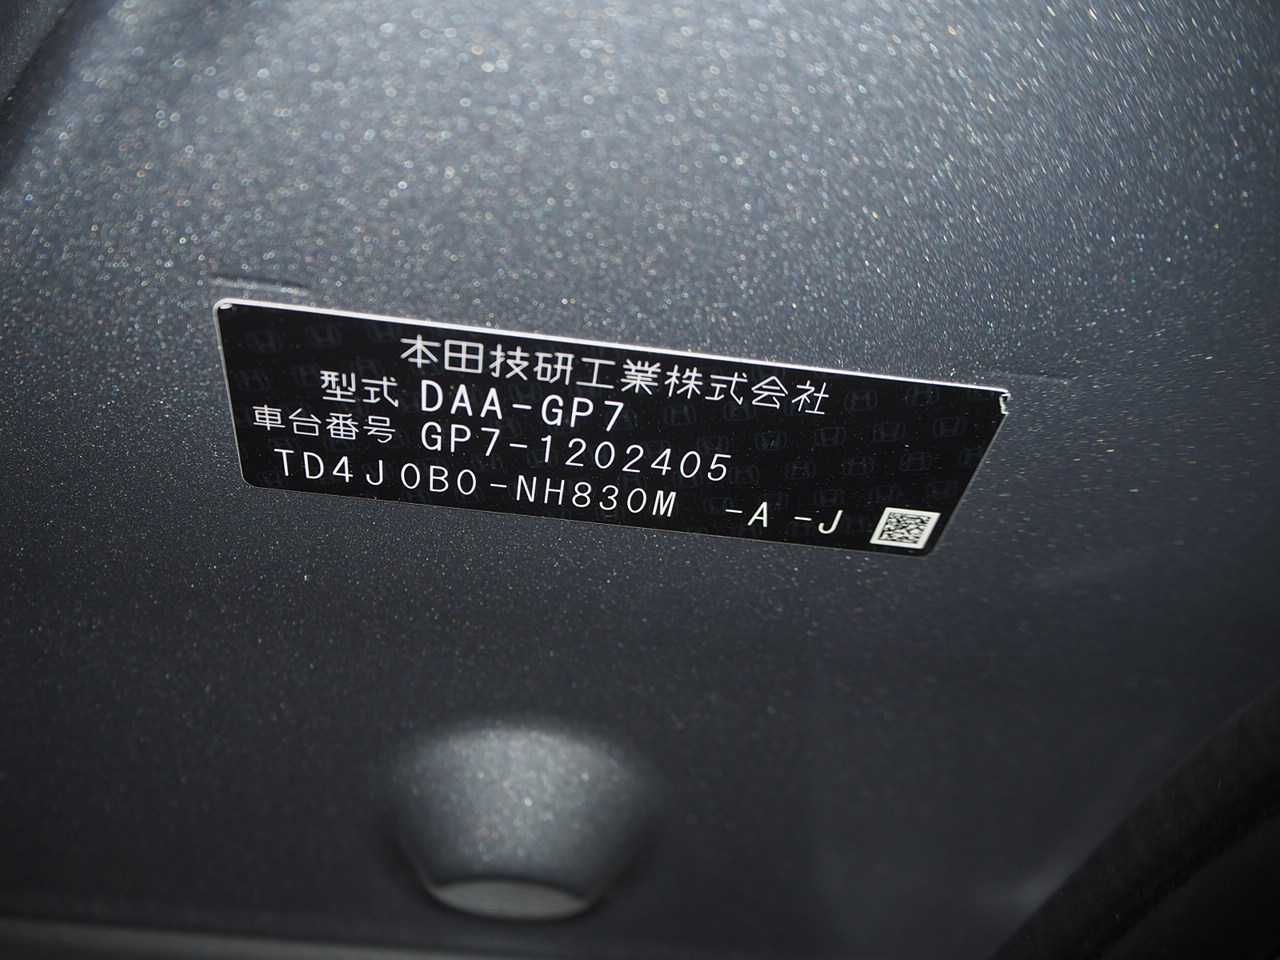 本田技研工業株式会社
型式 DAA-GP7
車台番号 GP7-1202405
TD4J0B0-NH830M -A -J